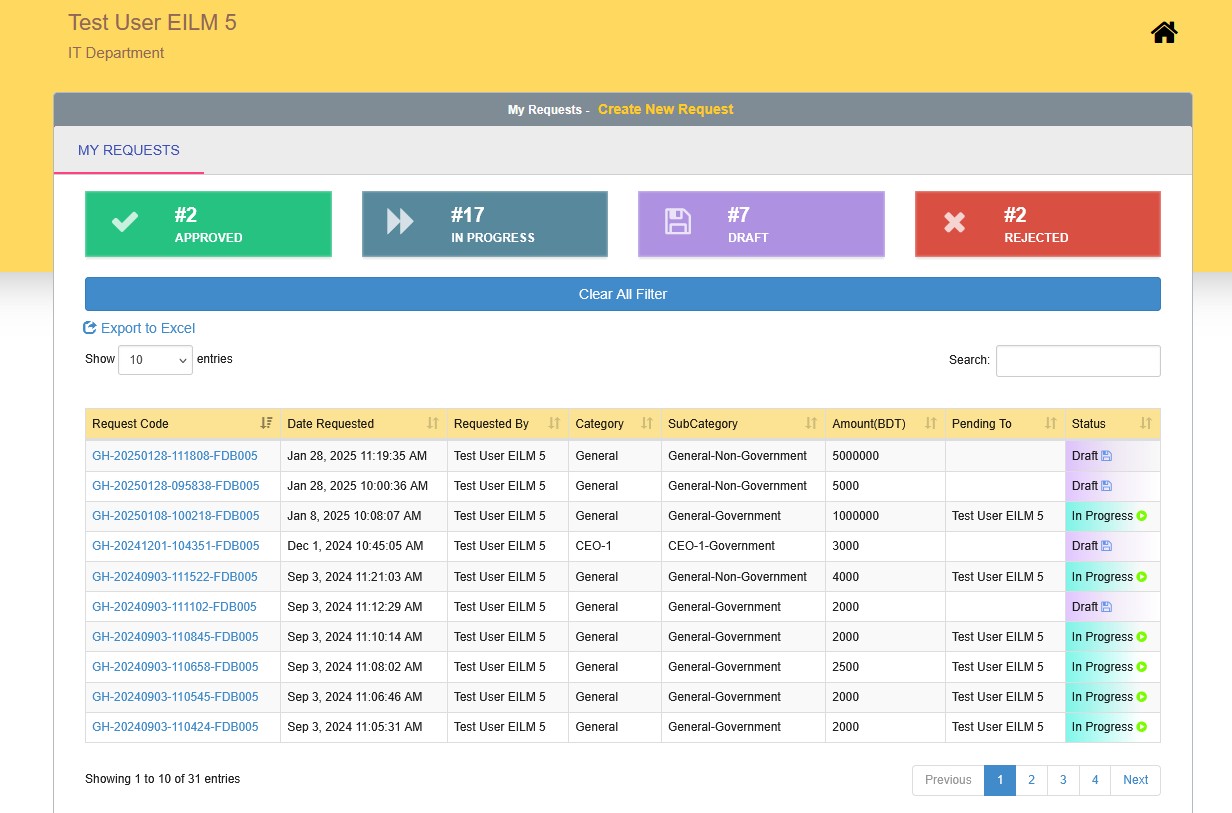 Test User EILM 5
IT Department
My Requests - Create New Request
MY REQUESTS
#2
APPROVED
#17
IN PROGRESS
#7
DRAFT
#2
REJECTED
Clear All Filter
Export to Excel
Show 10 entries
Search:
Request Code Date Requested Requested By Category SubCategory Amount(BDT) Pending To Status
GH-20250128-111808-FDB005 Jan 28, 2025 11:19:35 AM Test User EILM 5 General General-Non-Government 5000000 Draft
GH-20250128-095838-FDB005 Jan 28, 2025 10:00:36 AM Test User EILM 5 General General-Non-Government 5000 Draft
GH-20250108-100218-FDB005 Jan 8, 2025 10:08:07 AM Test User EILM 5 General General-Government 1000000 Test User EILM 5 In Progress
GH-20241201-104351-FDB005 Dec 1, 2024 10:45:05 AM Test User EILM 5 CEO-1 CEO-1-Government 3000 Draft
GH-20240903-111522-FDB005 Sep 3, 2024 11:21:03 AM Test User EILM 5 General General-Non-Government 4000 Test User EILM 5 In Progress
GH-20240903-111102-FDB005 Sep 3, 2024 11:12:29 AM Test User EILM 5 General General-Government 2000 Draft
GH-20240903-110845-FDB005 Sep 3, 2024 11:10:14 AM Test User EILM 5 General General-Government 2000 Test User EILM 5 In Progress
GH-20240903-110658-FDB005 Sep 3, 2024 11:08:02 AM Test User EILM 5 General General-Government 2500 Test User EILM 5 In Progress
GH-20240903-110545-FDB005 Sep 3, 2024 11:06:46 AM Test User EILM 5 General General-Government 2000 Test User EILM 5 In Progress
GH-20240903-110424-FDB005 Sep 3, 2024 11:05:31 AM Test User EILM 5 General General-Government 2000 Test User EILM 5 In Progress
Showing 1 to 10 of 31 entries
Previous 1 2 3 4 Next